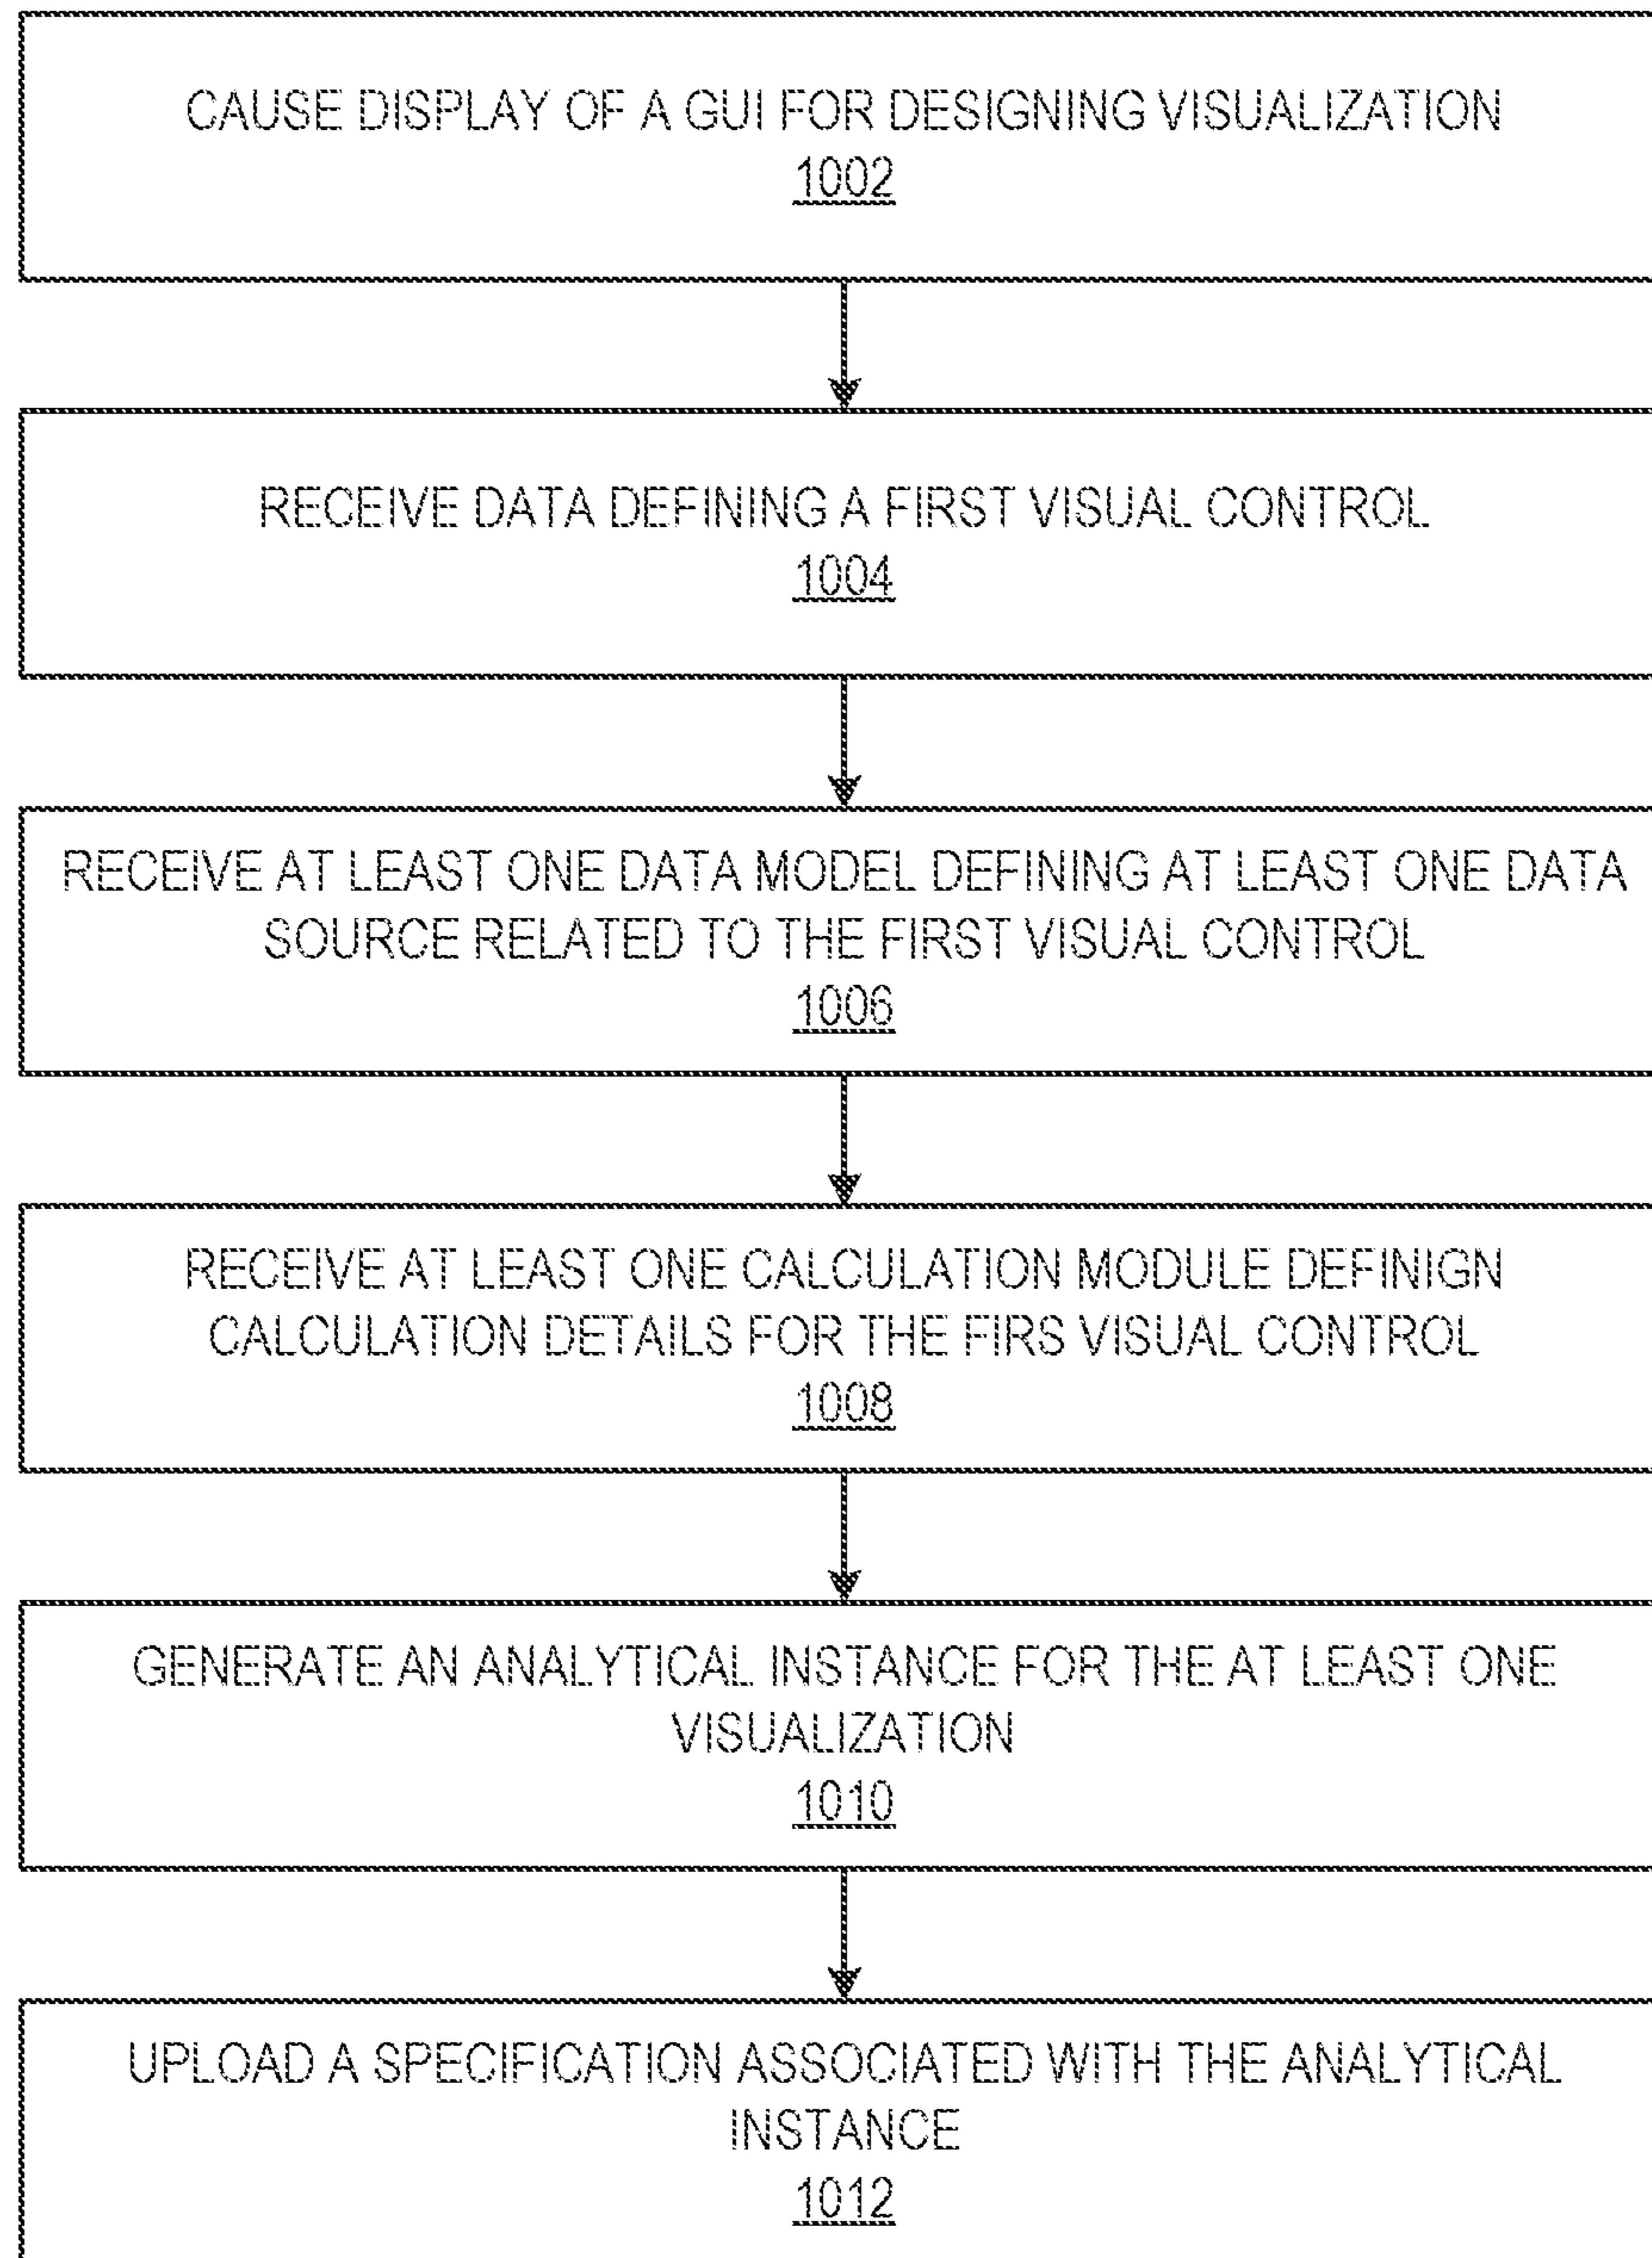 CAUSE DISPLAY OF A GUI FOR DESIGNING VISUALIZATION
1002
RECEIVE DATA DEFINING A FIRST VISUAL CONTROL
1004
RECEIVE AT LEAST ONE DATA MODEL DEFINING AT LEAST ONE DATA
SOURCE RELATED TO THE FIRST VISUAL CONTROL
1006
RECEIVE AT LEAST ONE CALCULATION MODULE DEFINIGN
CALCULATION DETAILS FOR THE FIRS VISUAL CONTROL
1008
GENERATE AN ANALYTICAL INSTANCE FOR THE AT LEAST ONE
VISUALIZATION
1010
UPLOAD A SPECIFICATION ASSOCIATED WITH THE ANALYTICAL
INSTANCE
1012